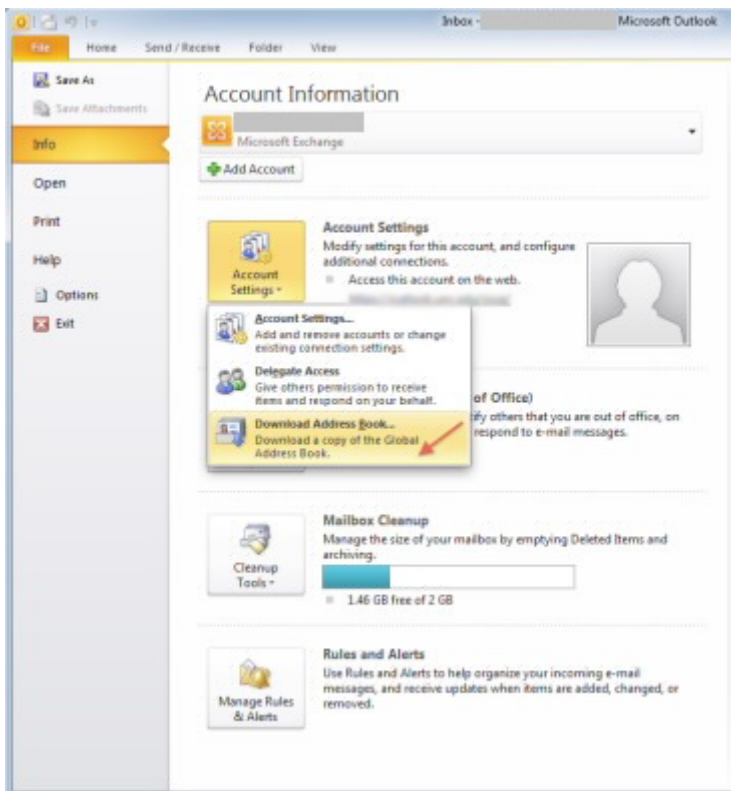 Inbox - Microsoft Outlook
File Home Send / Receive Folder View
Save As
Save Attachments
Info
Open
Print
Help
Options
Exit
Account Information
Microsoft Exchange
Add Account
Account
Settings
Account Settings
Modify settings for this account, and configure
additional connections.
Access this account on the web.
Account Settings...
Add and remove accounts or change
existing connection settings.
Delegate Access
Give others permission to receive
items and respond on your behalf.
Download Address Book...
Download a copy of the Global
Address Book.
of Office)
others that you are out of office, on
respond to e-mail messages.
Cleanup
Tools
Mailbox Cleanup
Manage the size of your mailbox by emptying Deleted Items and
archiving.
1.46 GB free of 2 GB
Manage Rules
& Alerts
Rules and Alerts
Use Rules and Alerts to help organize your incoming e-mail
messages, and receive updates when items are added, changed, or
removed.